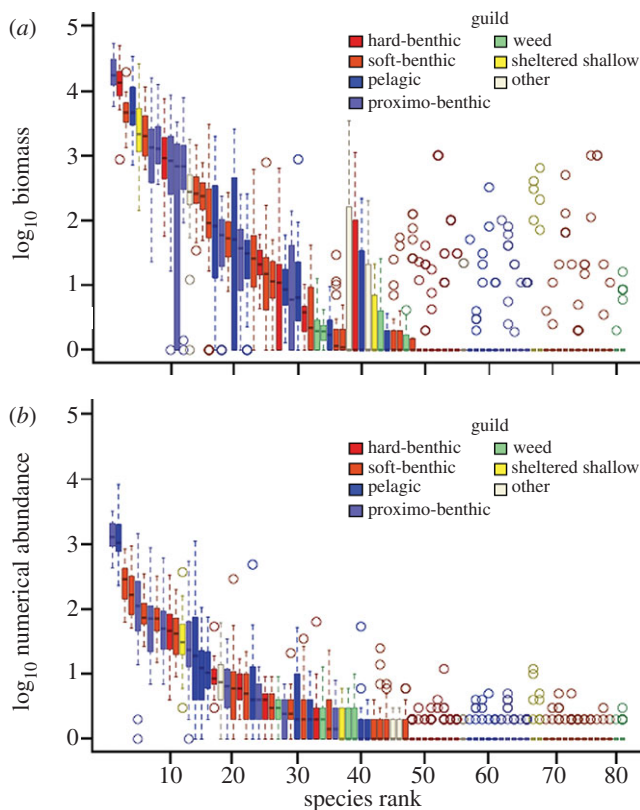 (a)
guild
hard-benthic
weed
soft-benthic
sheltered shallow
pelagic
other
proximo-benthic
log10 biomass
5
4
3
2
1
0
(b)
guild
hard-benthic
weed
soft-benthic
sheltered shallow
pelagic
other
proximo-benthic
log10 numerical abundance
5
4
3
2
1
0
10 20 30 40 50 60 70 80
species rank